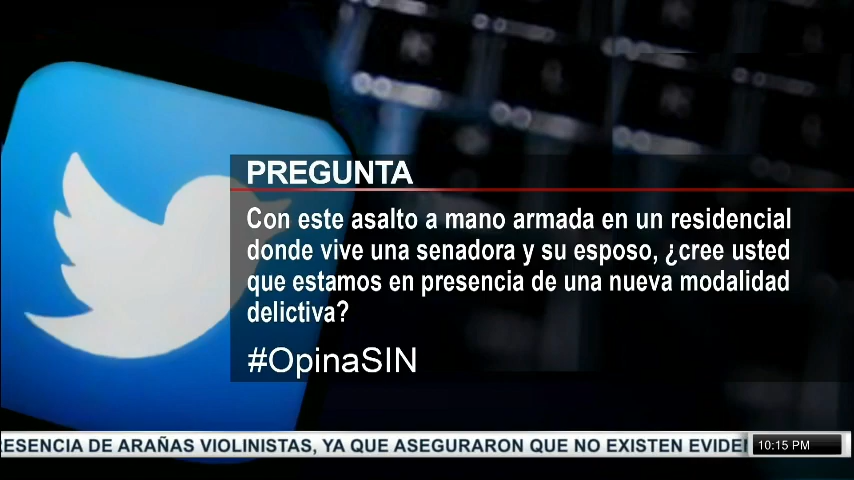 PREGUNTA
Con este asalto a mano armada en un residencial
donde vive una senadora y su esposo, ¿cree usted
que estamos en presencia de una nueva modalidad
delictiva?
#OpinaSIN
DE ARAÑAS VIOLINISTAS, YA QUE ASEGURARON QUE NO EXISTEN
10:15 PM